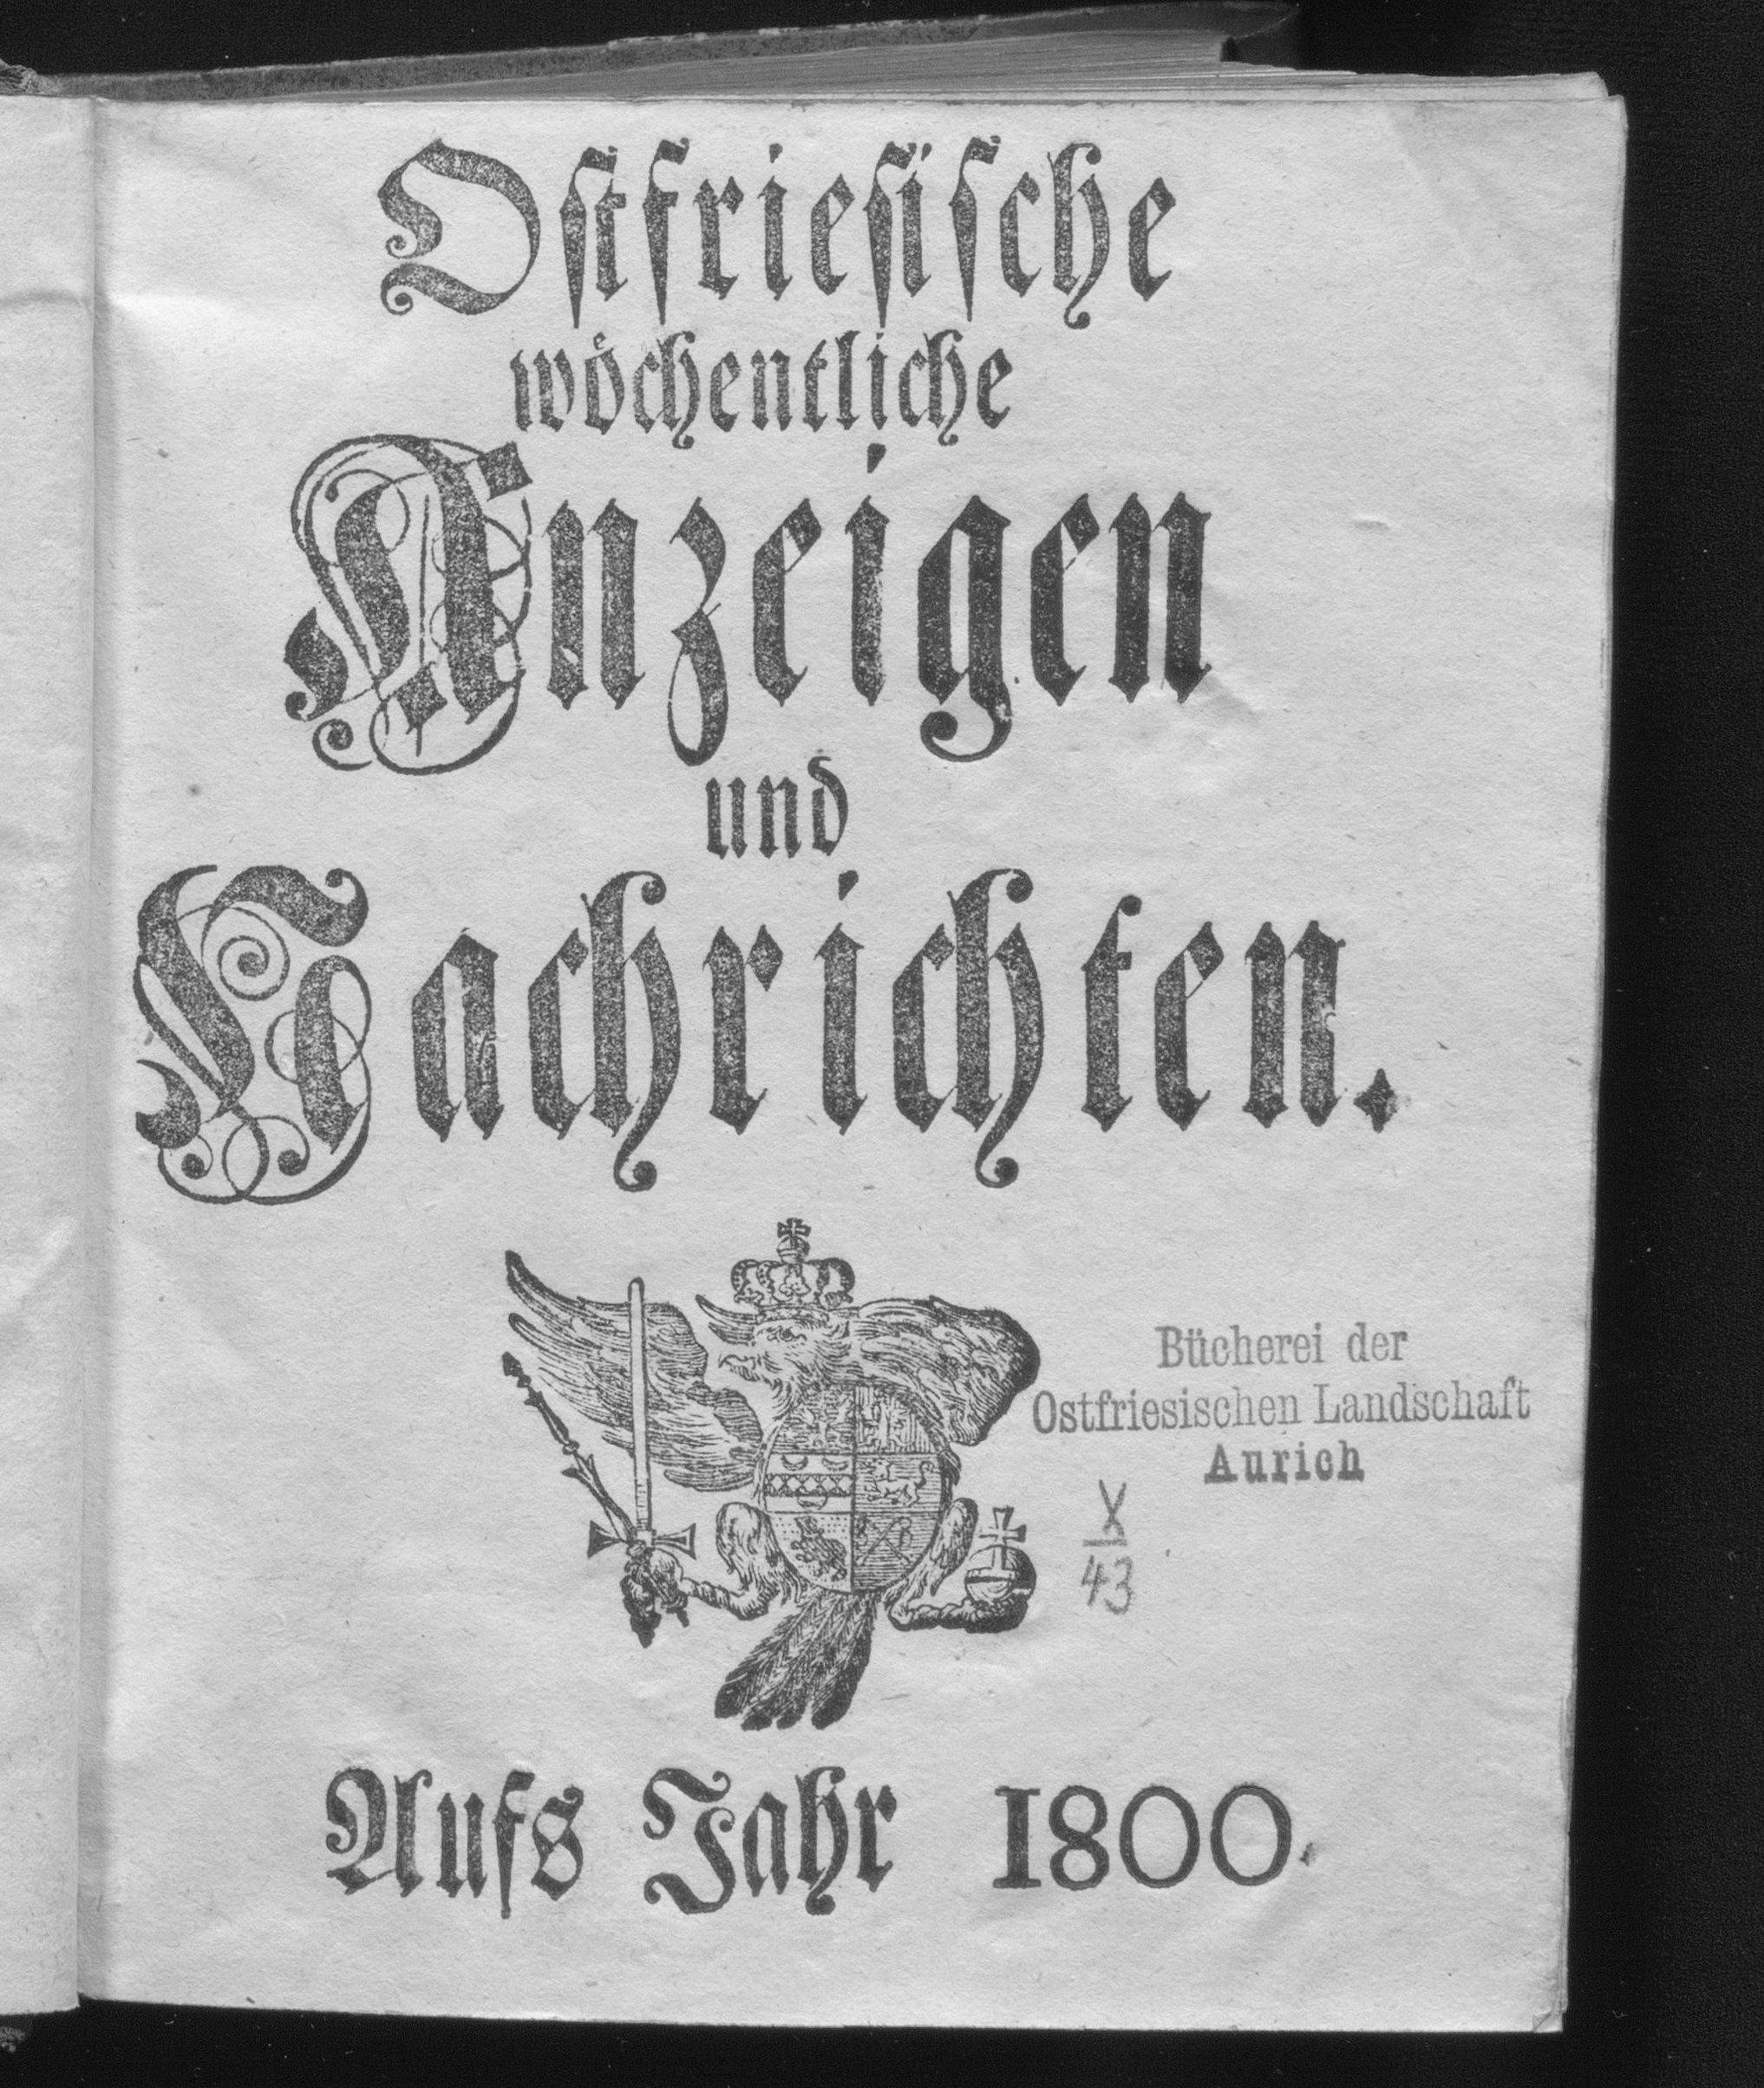 Oſtfrieſiſche
wöchentliche
Anzeigen
und
Nachrichten.
Bücherei der
Ostfriesischen Landschaft
Aurich
X
43
Aufs Jahr 1800.